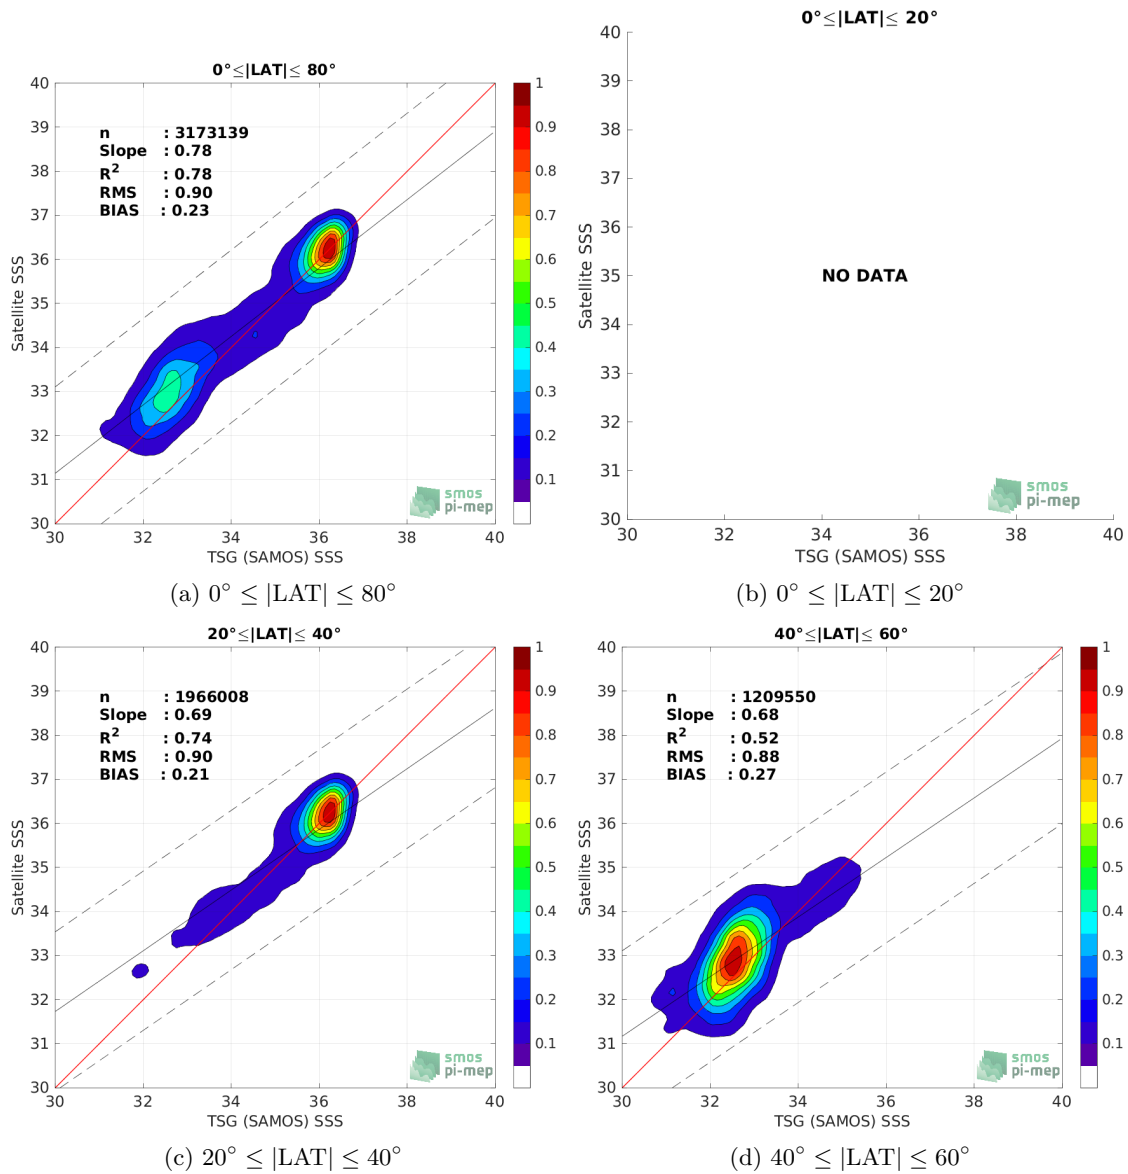 0°≤|LAT|≤ 80°
40
39
38
37
36
35
34
33
32
31
30
Satellite SSS
n : 3173139
Slope : 0.78
R² : 0.78
RMS : 0.90
BIAS : 0.23
smos
pi-mep
30 32 34 36 38 40
TSG (SAMOS) SSS
1
0.9
0.8
0.7
0.6
0.5
0.4
0.3
0.2
0.1
(a) 0° ≤ |LAT| ≤ 80°
0°≤|LAT|≤ 20°
40
39
38
37
36
35
34
33
32
31
30
Satellite SSS
NO DATA
smos
pi-mep
30 32 34 36 38 40
TSG (SAMOS) SSS
(b) 0° ≤ |LAT| ≤ 20°
20°≤|LAT|≤ 40°
40
39
38
37
36
35
34
33
32
31
30
Satellite SSS
n : 1966008
Slope : 0.69
R² : 0.74
RMS : 0.90
BIAS : 0.21
smos
pi-mep
30 32 34 36 38 40
TSG (SAMOS) SSS
1
0.9
0.8
0.7
0.6
0.5
0.4
0.3
0.2
0.1
(c) 20° ≤ |LAT| ≤ 40°
40°≤|LAT|≤ 60°
40
39
38
37
36
35
34
33
32
31
30
Satellite SSS
n : 1209550
Slope : 0.68
R² : 0.52
RMS : 0.88
BIAS : 0.27
smos
pi-mep
30 32 34 36 38 40
TSG (SAMOS) SSS
1
0.9
0.8
0.7
0.6
0.5
0.4
0.3
0.2
0.1
(d) 40° ≤ |LAT| ≤ 60°